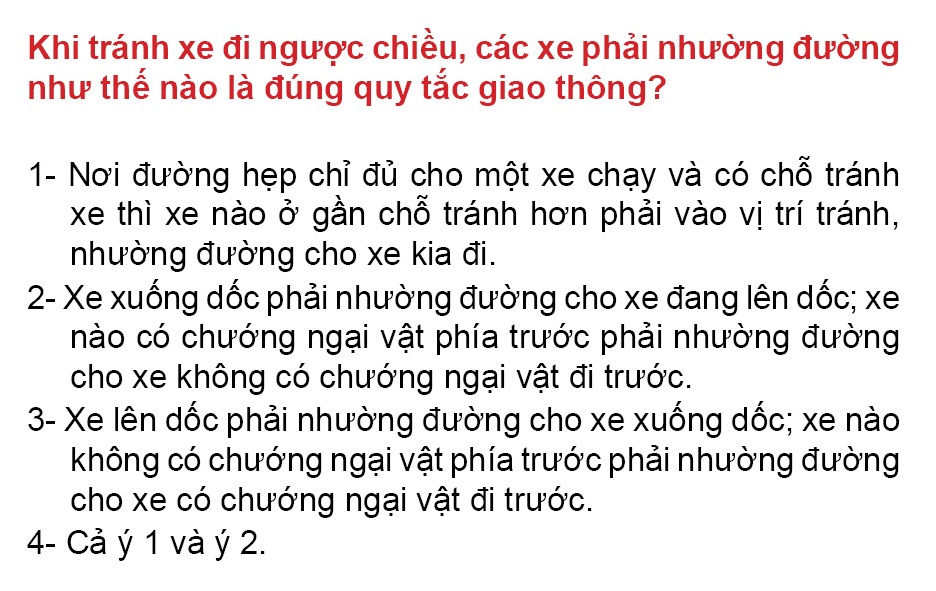 Khi tránh xe đi ngược chiều, các xe phải nhường đường
như thế nào là đúng quy tắc giao thông?
1- Nơi đường hẹp chỉ đủ cho một xe chạy và có chỗ tránh
xe thì xe nào ở gần chỗ tránh hơn phải vào vị trí tránh,
nhường đường cho xe kia đi.
2- Xe xuống dốc phải nhường đường cho xe đang lên dốc; xe
nào có chướng ngại vật phía trước phải nhường đường
cho xe không có chướng ngại vật đi trước.
3- Xe lên dốc phải nhường đường cho xe xuống dốc; xe nào
không có chướng ngại vật phía trước phải nhường đường
cho xe có chướng ngại vật đi trước.
4- Cả ý 1 và ý 2.